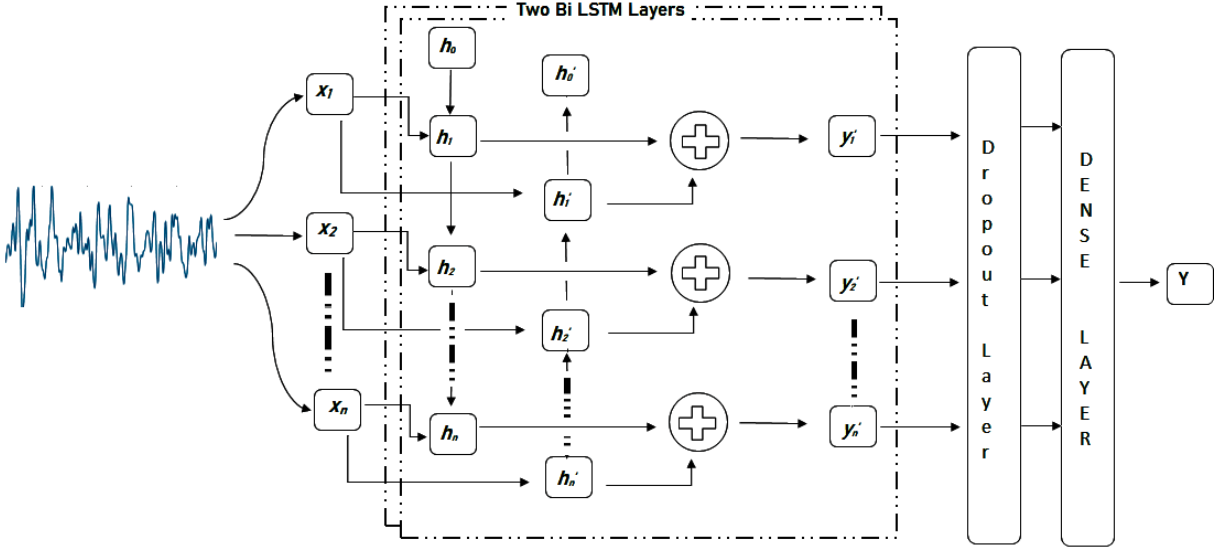 Two Bi LSTM Layers
h₀
h₀′
x₁
h₁
y₁′
h₁′
x₂
h₂
y₂′
h₂′
xₙ
hₙ
yₙ′
hₙ′
Dropout Layer
DENSE LAYER
Y